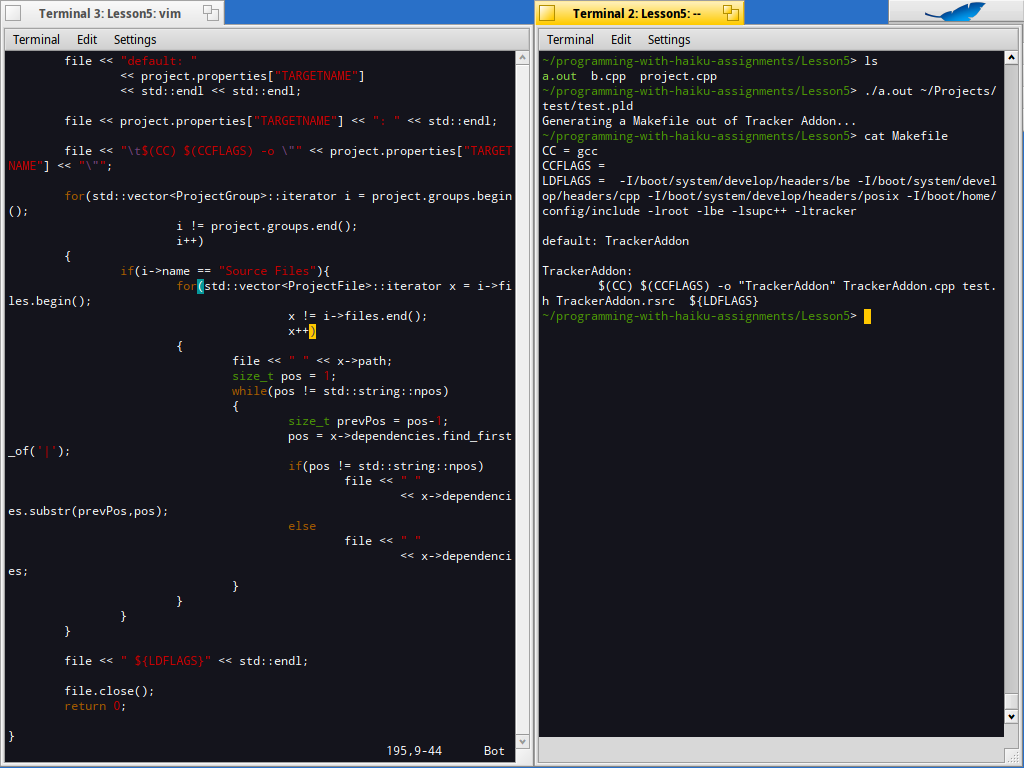 Terminal 3: Lesson5: vim
Terminal Edit Settings
file << "default: "
<< project.properties["TARGETNAME"]
<< std::endl << std::endl;
file << project.properties["TARGETNAME"] << ": " << std::endl;
file << "\t$(CC) $(CCFLAGS) -o \"" << project.properties["TARGET
NAME"] << "\"";
for(std::vector<ProjectGroup>::iterator i = project.groups.begin
();
i != project.groups.end();
i++)
{
if(i->name == "Source Files"){
for(std::vector<ProjectFile>::iterator x = i->fi
les.begin();
x != i->files.end();
x++)
{
file << " " << x->path;
size_t pos = 1;
while(pos != std::string::npos)
{
size_t prevPos = pos-1;
pos = x->dependencies.find_first
_of('|');
if(pos != std::string::npos)
file << " "
<< x->dependenci
es.substr(prevPos,pos);
else
file << " "
<< x->dependenci
es;
}
}
}
}
file << " ${LDFLAGS}" << std::endl;
file.close();
return 0;
}
195,9-44 Bot
Terminal 2: Lesson5: --
Terminal Edit Settings
~/programming-with-haiku-assignments/Lesson5> ls
a.out b.cpp project.cpp
~/programming-with-haiku-assignments/Lesson5> ./a.out ~/Projects/
test/test.pld
Generating a Makefile out of Tracker Addon...
~/programming-with-haiku-assignments/Lesson5> cat Makefile
CC = gcc
CCFLAGS =
LDFLAGS = -I/boot/system/develop/headers/be -I/boot/system/devel
op/headers/cpp -I/boot/system/develop/headers/posix -I/boot/home/
config/include -lroot -lbe -lsupc++ -ltracker
default: TrackerAddon
TrackerAddon:
$(CC) $(CCFLAGS) -o "TrackerAddon" TrackerAddon.cpp test.
h TrackerAddon.rsrc ${LDFLAGS}
~/programming-with-haiku-assignments/Lesson5>